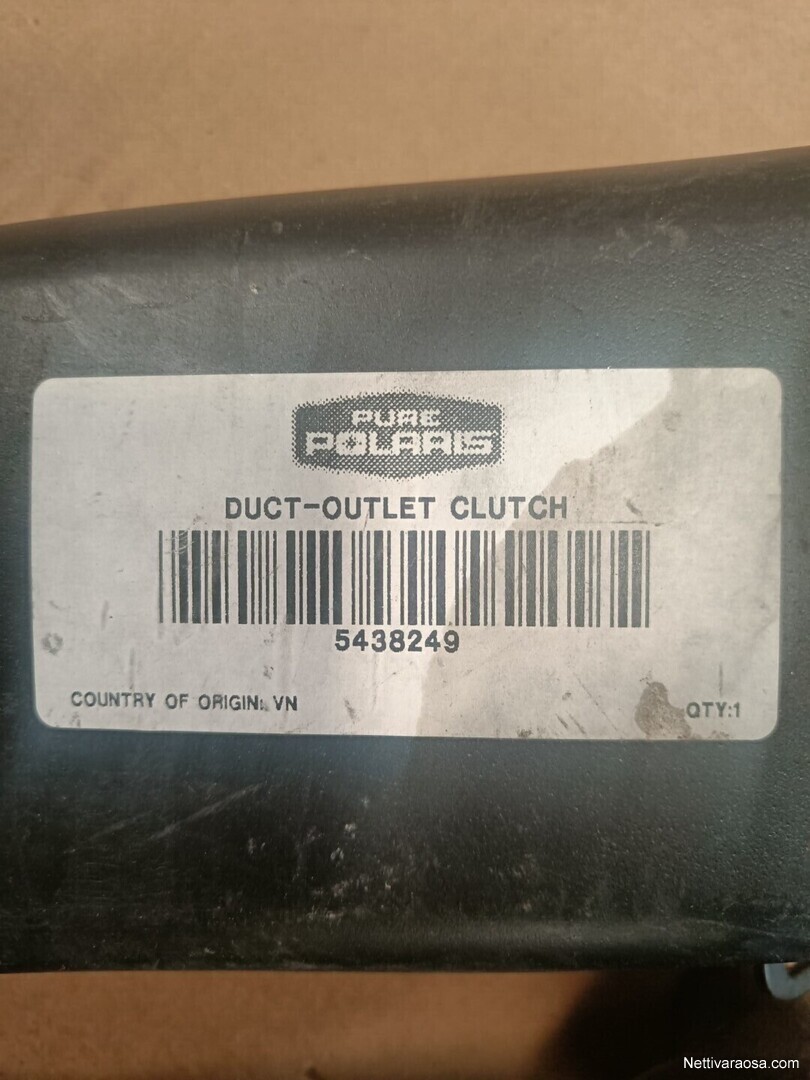 PURE
POLARIS
DUCT-OUTLET CLUTCH
5438249
COUNTRY OF ORIGIN: VN
QTY:1
Nettivaraosa.com